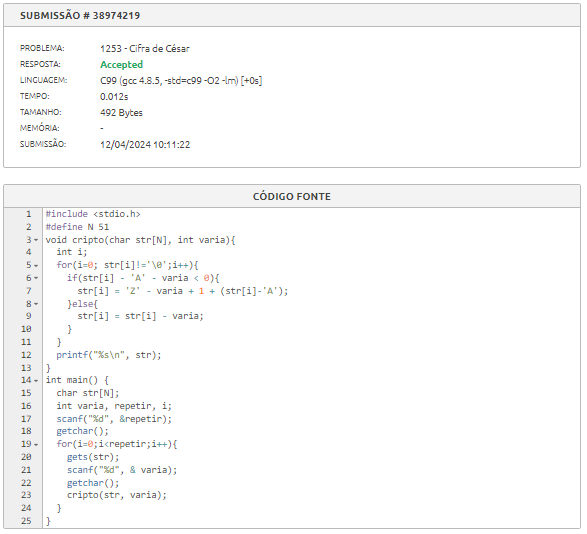 SUBMISSÃO # 38974219
PROBLEMA: 1253 - Cifra de César
RESPOSTA: Accepted
LINGUAGEM: C99 (gcc 4.8.5, -std=c99 -O2 -lm) [+0s]
TEMPO: 0.012s
TAMANHO: 492 Bytes
MEMÓRIA: -
SUBMISSÃO: 12/04/2024 10:11:22
CÓDIGO FONTE
1 #include <stdio.h>
2 #define N 51
3 void cripto(char str[N], int varia){
4   int i;
5   for(i=0; str[i]!='\0';i++){
6     if(str[i] - 'A' - varia < 0){
7       str[i] = 'Z' - varia + 1 + (str[i]-'A');
8     }else{
9       str[i] = str[i] - varia;
10     }
11   }
12   printf("%s\n", str);
13 }
14 int main() {
15   char str[N];
16   int varia, repetir, i;
17   scanf("%d", &repetir);
18   getchar();
19   for(i=0;i<repetir;i++){
20     gets(str);
21     scanf("%d", & varia);
22     getchar();
23     cripto(str, varia);
24   }
25 }